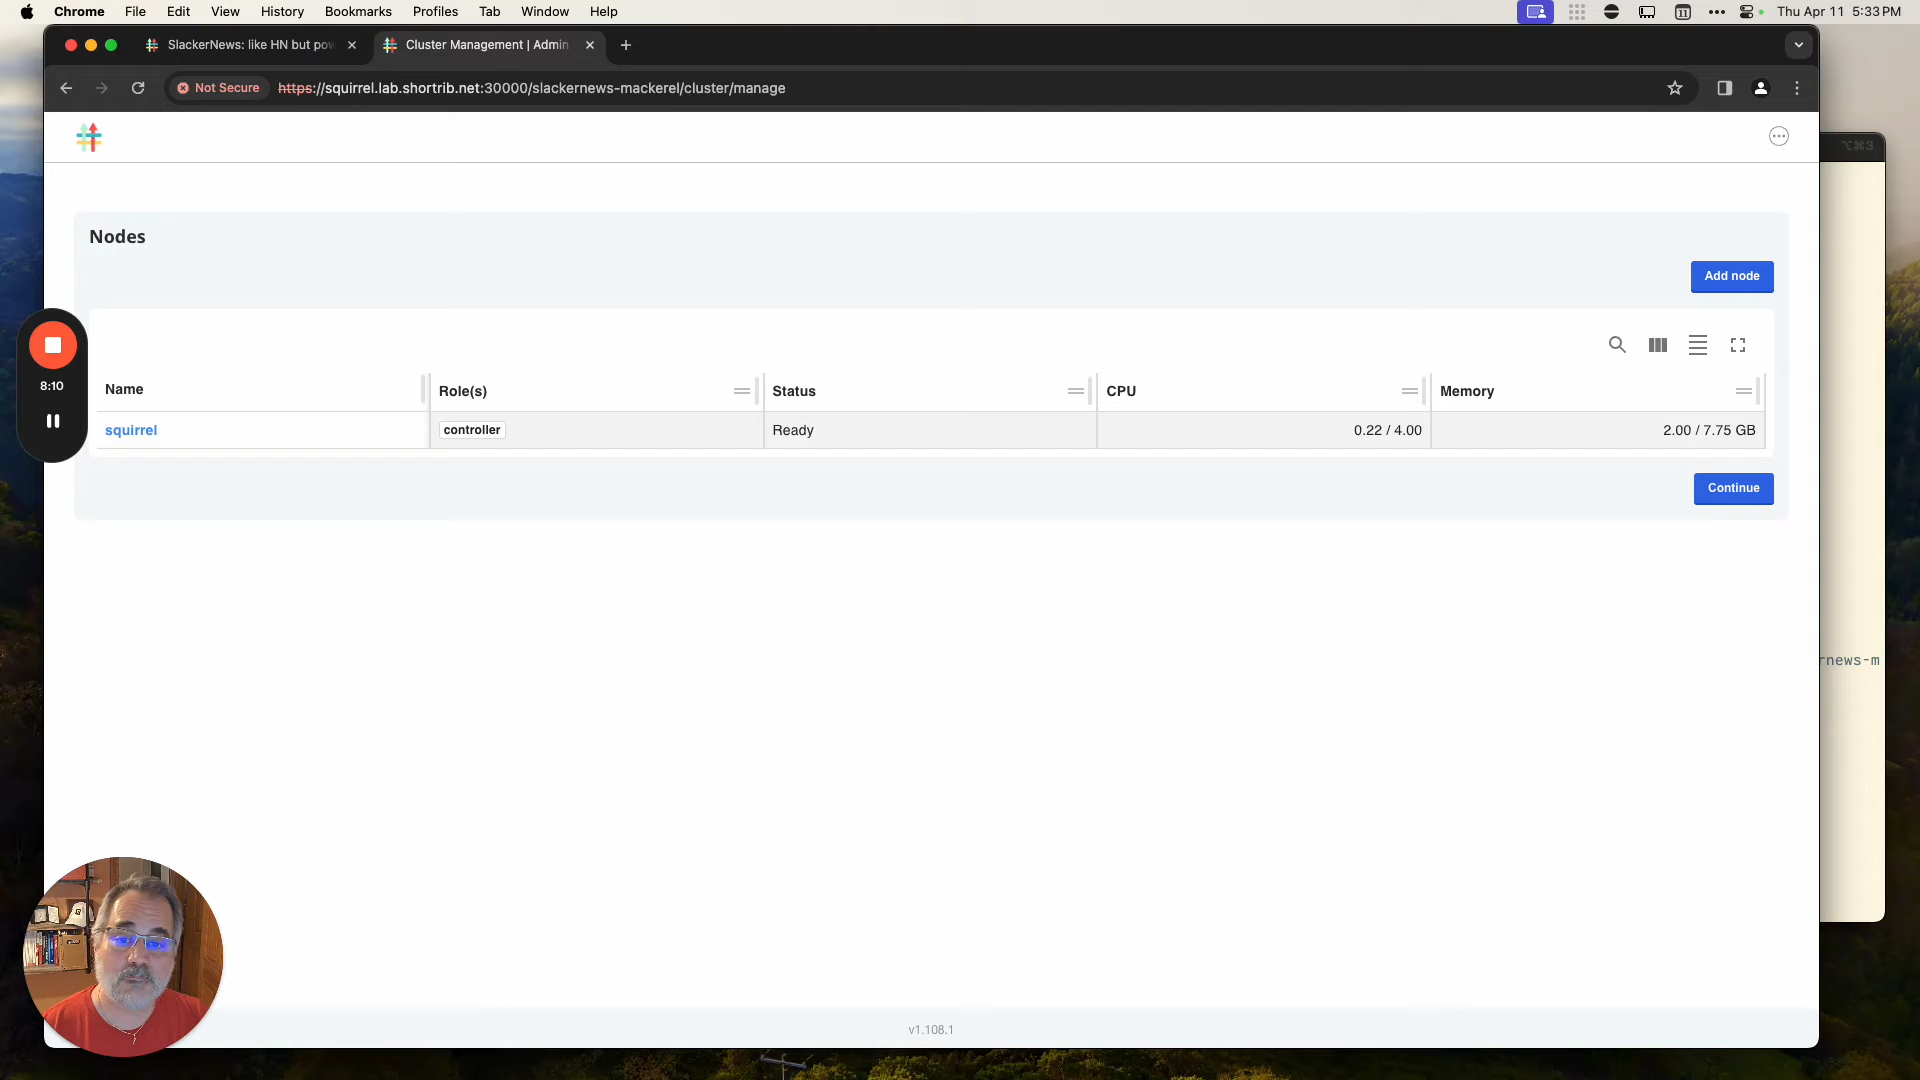 Chrome File Edit View History Bookmarks Profiles Tab Window Help
11
Thu Apr 11 5:33 PM
SlackerNews: like HN but pow
Cluster Management | Admin
Not Secure https://squirrel.lab.shortrib.net:30000/slackernews-mackerel/cluster/manage
⌥⌘3
Nodes
Add node
8:10
Name Role(s) Status CPU Memory
squirrel controller Ready 0.22 / 4.00 2.00 / 7.75 GB
Continue
rnews-m
v1.108.1